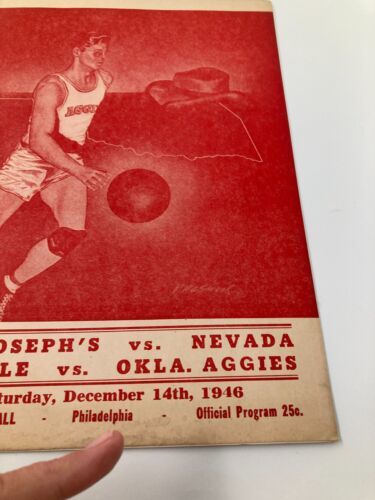 OSEPH'S vs. NEVADA
LE vs. OKLA. AGGIES
turday, December 14th, 1946
ALL - Philadelphia - Official Program 25c.